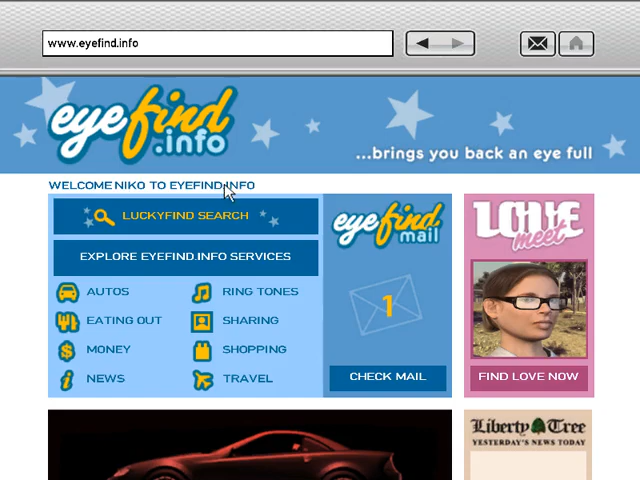 www.eyefind.info
eyefind
.info
...brings you back an eye full
WELCOME NIKO TO EYEFIND.INFO
LUCKYFIND SEARCH
EXPLORE EYEFIND.INFO SERVICES
AUTOS
RING TONES
EATING OUT
SHARING
MONEY
SHOPPING
NEWS
TRAVEL
eyefind
mail
1
CHECK MAIL
LOVE
meet
FIND LOVE NOW
Liberty Tree
YESTERDAY'S NEWS TODAY